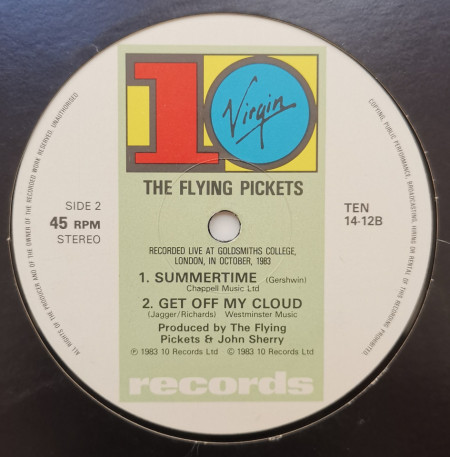 10
Virgin
THE FLYING PICKETS
SIDE 2
45 RPM
STEREO
TEN
14-12B
RECORDED LIVE AT GOLDSMITHS COLLEGE,
LONDON, IN OCTOBER, 1983
1. SUMMERTIME (Gershwin)
Chappell Music Ltd
2. GET OFF MY CLOUD
(Jagger/Richards) Westminster Music
Produced by The Flying
Pickets & John Sherry
℗ 1983 10 Records Ltd © 1983 10 Records Ltd
records
ALL RIGHTS OF THE PRODUCER AND OF THE OWNER OF THE RECORDED WORK RESERVED. UNAUTHORISED
COPYING, PUBLIC PERFORMANCE, BROADCASTING, HIRING OR RENTAL OF THIS RECORDING PROHIBITED